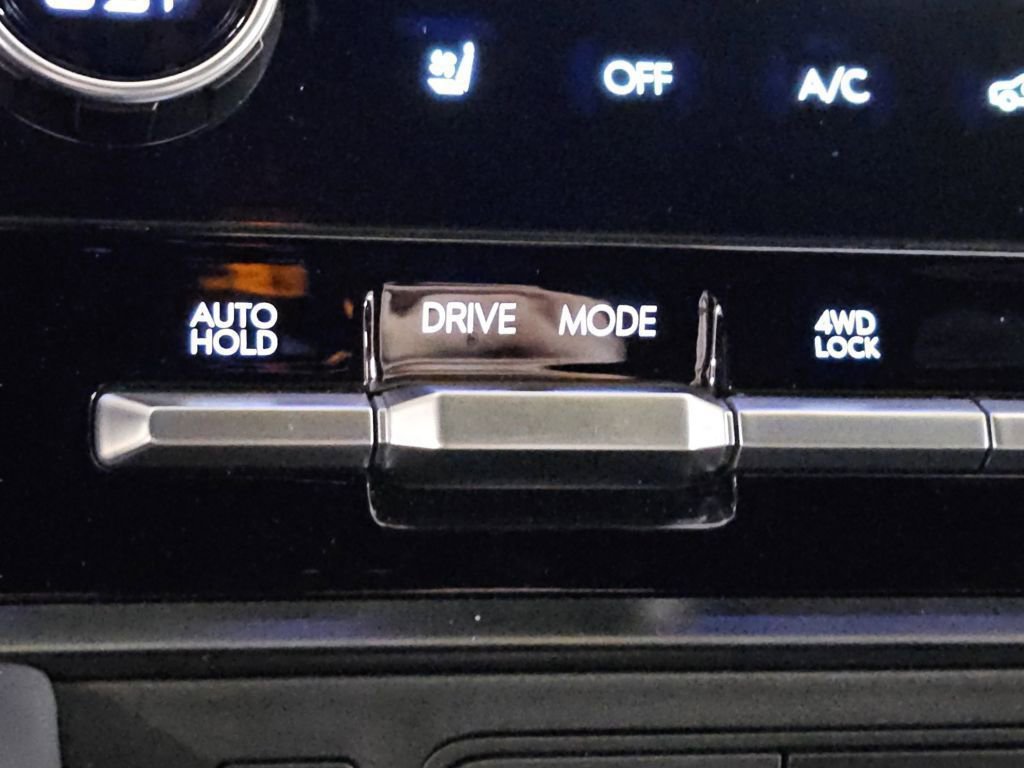 OFF
A/C
AUTO
HOLD
DRIVE MODE
4WD
LOCK